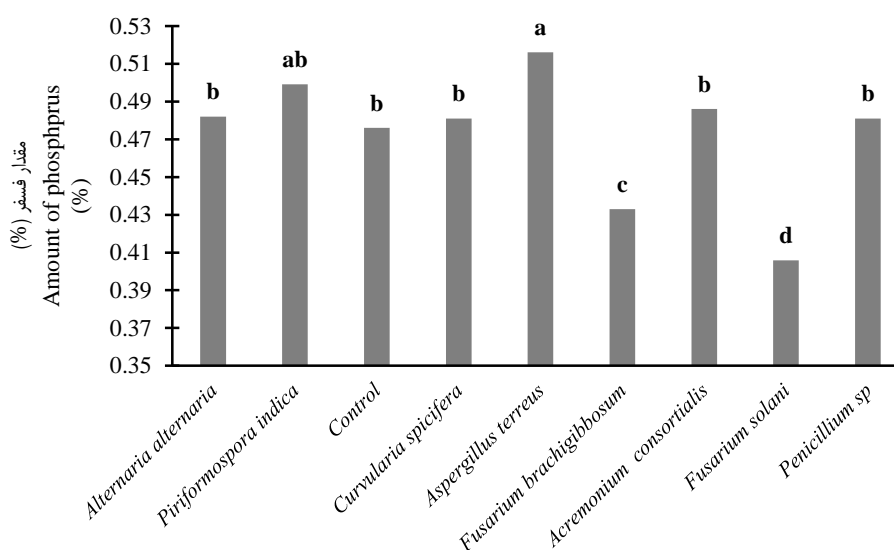 مقدار فسفر (%)
Amount of phosphprus
(%)
0.53
0.51
0.49
0.47
0.45
0.43
0.41
0.39
0.37
0.35
b
ab
b
b
a
c
b
d
b
Alternaria alternaria
Piriformospora indica
Control
Curvularia spicifera
Aspergillus terreus
Fusarium brachigibbosum
Acremonium consortialis
Fusarium solani
Penicillium sp